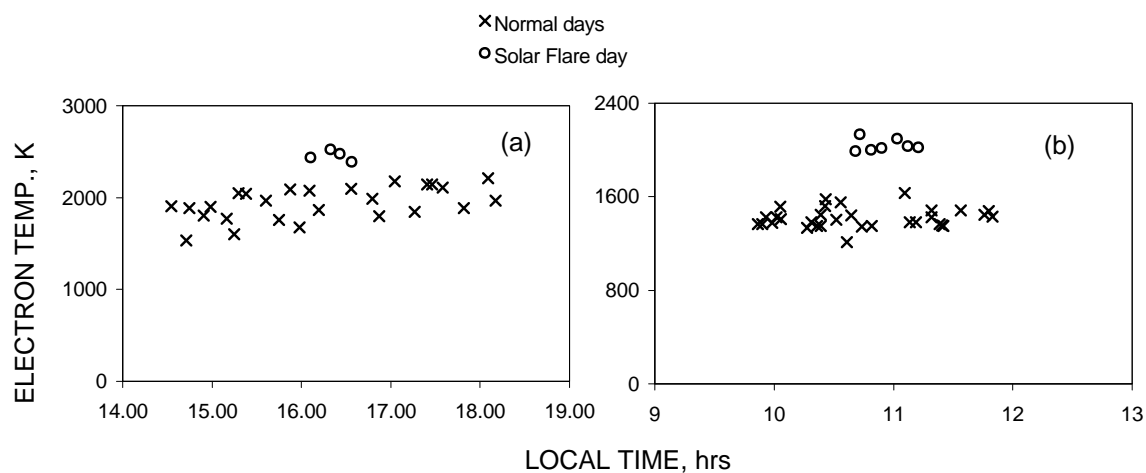 Normal days
Solar Flare day
ELECTRON TEMP., K
3000
2000
1000
0
(a)
14.00 15.00 16.00 17.00 18.00 19.00
2400
1600
800
0
(b)
9 10 11 12 13
LOCAL TIME, hrs